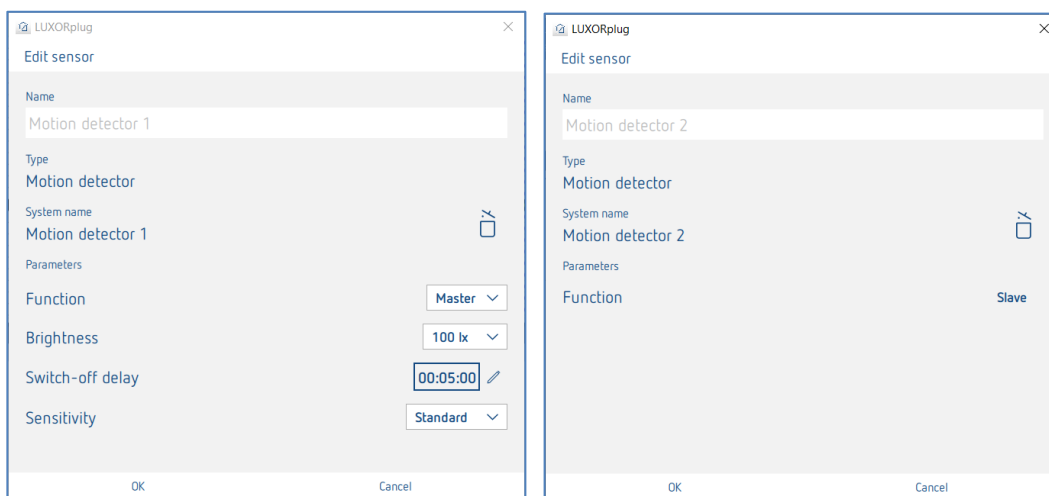 LUXORplug
Edit sensor
Name
Motion detector 1
Type
Motion detector
System name
Motion detector 1
Parameters
Function Master
Brightness 100 lx
Switch-off delay 00:05:00
Sensitivity Standard
OK Cancel
LUXORplug
Edit sensor
Name
Motion detector 2
Type
Motion detector
System name
Motion detector 2
Parameters
Function Slave
OK Cancel